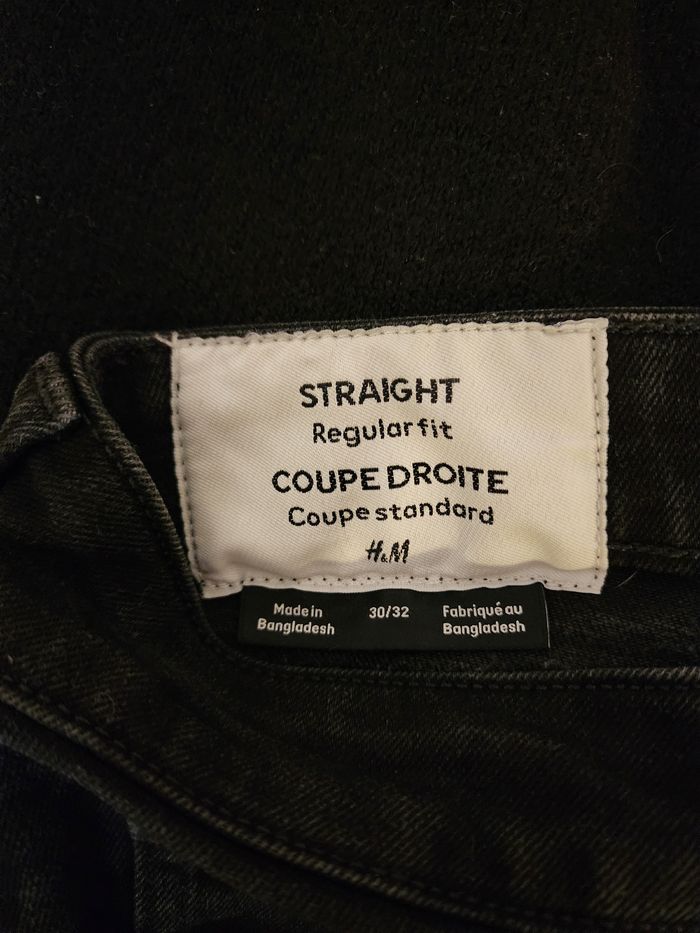 STRAIGHT
Regular fit
COUPE DROITE
Coupe standard
H&M
Made in
Bangladesh
30/32
Fabriqué au
Bangladesh